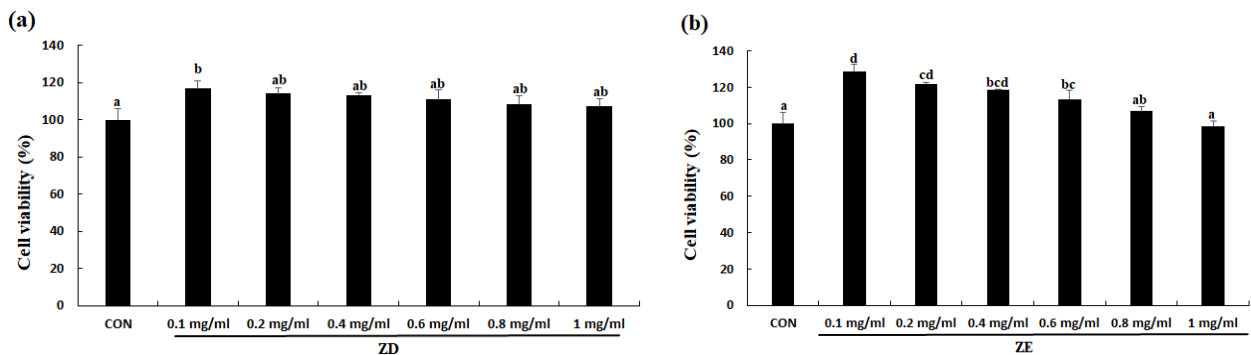 (a)
Cell viability (%)
140
120
100
80
60
40
20
0
a
b
ab
ab
ab
ab
ab
CON
0.1 mg/ml
0.2 mg/ml
0.4 mg/ml
0.6 mg/ml
0.8 mg/ml
1 mg/ml
ZD
(b)
Cell viability (%)
140
120
100
80
60
40
20
0
a
d
cd
bcd
bc
ab
a
CON
0.1 mg/ml
0.2 mg/ml
0.4 mg/ml
0.6 mg/ml
0.8 mg/ml
1 mg/ml
ZE